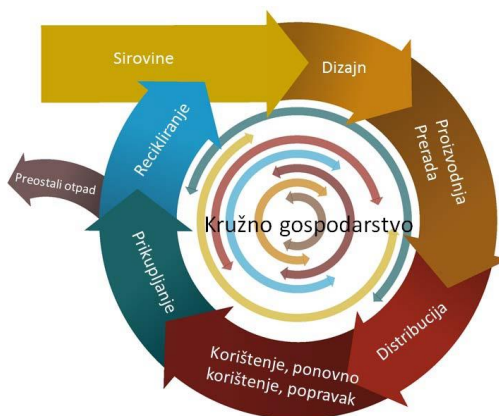 Sirovine
Dizajn
Proizvodnja
Prerada
Distribucija
Korištenje, ponovno
korištenje, popravak
Prikupljanje
Recikliranje
Preostali otpad
Kružno gospodarstvo